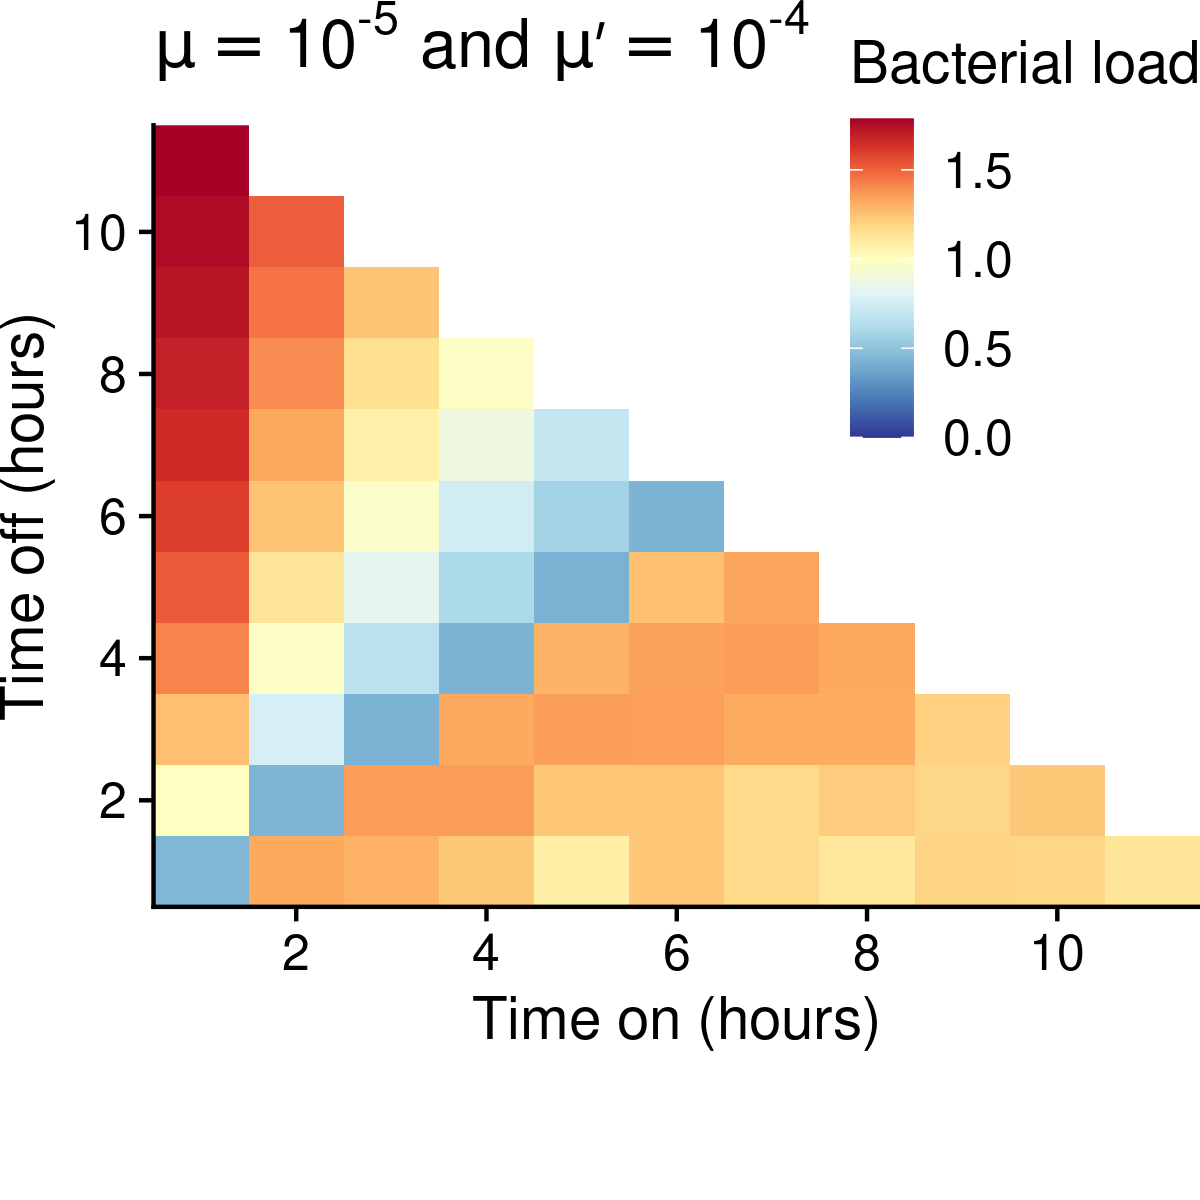 μ = 10⁻⁵ and μ′ = 10⁻⁴
Bacterial load
1.5
1.0
0.5
0.0
10
8
6
4
2
Time off (hours)
2 4 6 8 10
Time on (hours)